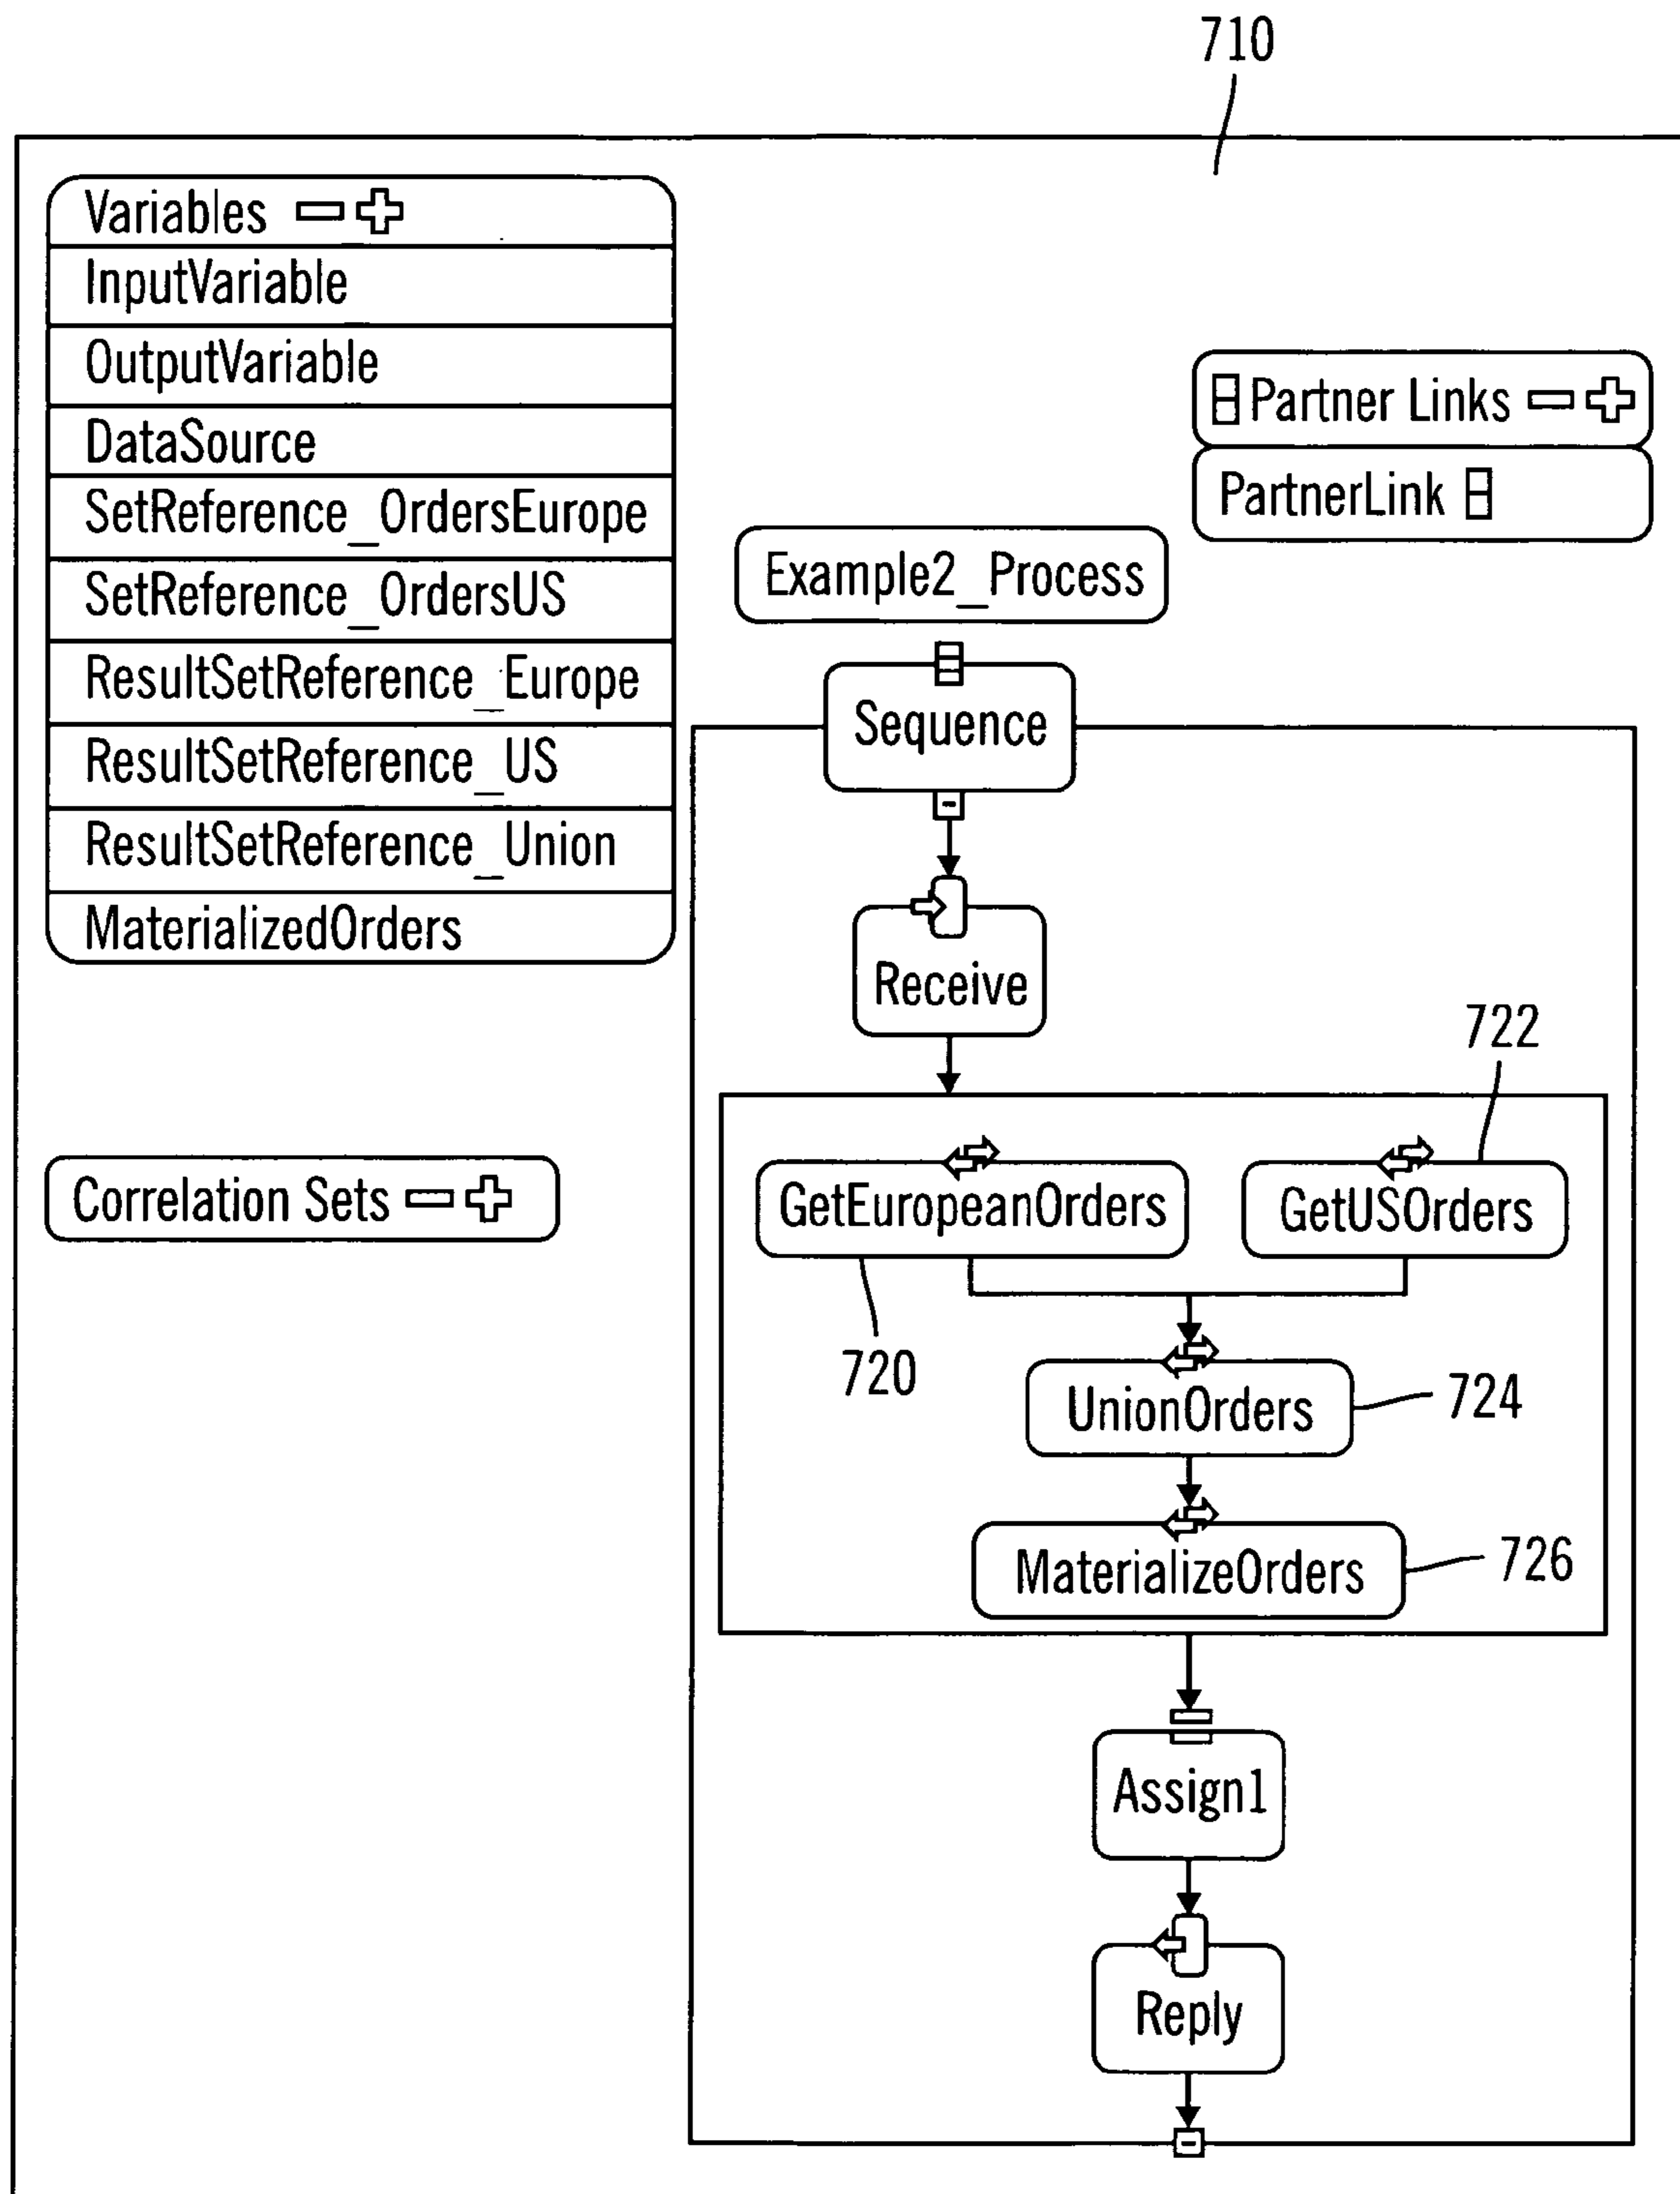 710
Variables
InputVariable
OutputVariable
DataSource
SetReference_OrdersEurope
SetReference_OrdersUS
ResultSetReference_Europe
ResultSetReference_US
ResultSetReference_Union
MaterializedOrders
Correlation Sets
Partner Links
PartnerLink
Example2_Process
Sequence
Receive
722
GetEuropeanOrders
GetUSOrders
720
UnionOrders
724
MaterializeOrders
726
Assign1
Reply